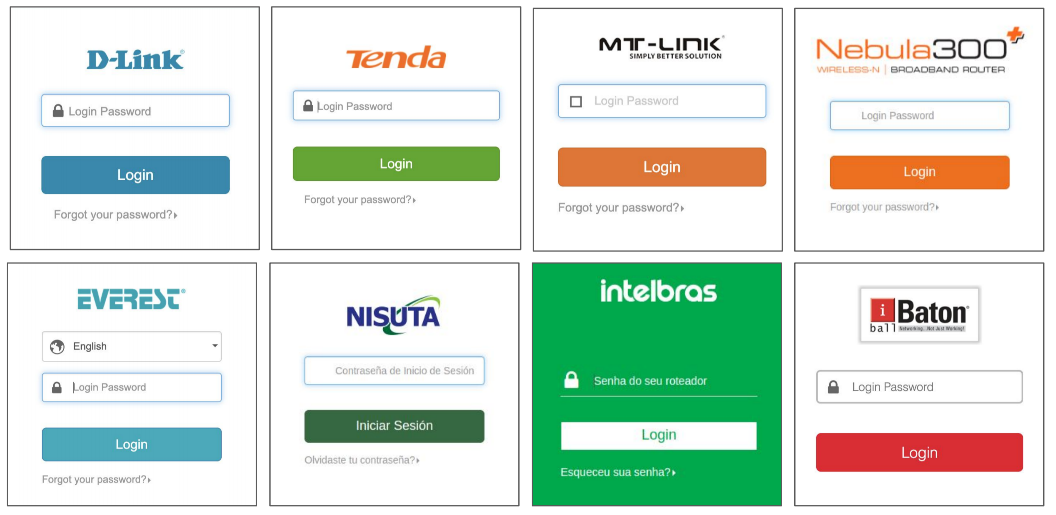 D-Link
Login Password
Login
Forgot your password?
Tenda
Login Password
Login
Forgot your password?
MT-LINK
SIMPLY BETTER SOLUTION
Login Password
Login
Forgot your password?
Nebula300+
WIRELESS-N | BROADBAND ROUTER
Login Password
Login
Forgot your password?
EVEREST
English
Login Password
Login
Forgot your password?
NISUTA
Contraseña de Inicio de Sesión
Iniciar Sesión
Olvidaste tu contraseña?
intelbras
Senha do seu roteador
Login
Esqueceu sua senha?
i ball Baton
Networking...Not Just Working!
Login Password
Login